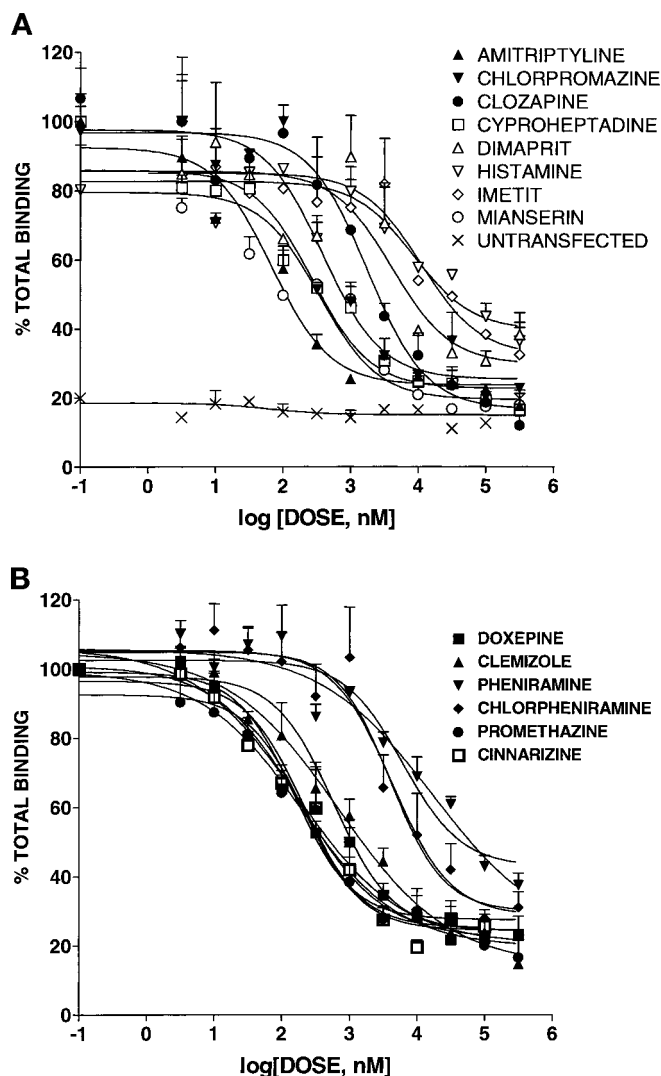 A
120
100
80
60
40
20
0
% TOTAL BINDING
-1 0 1 2 3 4 5 6
log [DOSE, nM]
AMITRIPTYLINE
CHLORPROMAZINE
CLOZAPINE
CYPROHEPTADINE
DIMAPRIT
HISTAMINE
IMETIT
MIANSERIN
UNTRANSFECTED
B
120
100
80
60
40
20
0
% TOTAL BINDING
-1 0 1 2 3 4 5 6
log[DOSE, nM]
DOXEPINE
CLEMIZOLE
PHENIRAMINE
CHLORPHENIRAMINE
PROMETHAZINE
CINNARIZINE